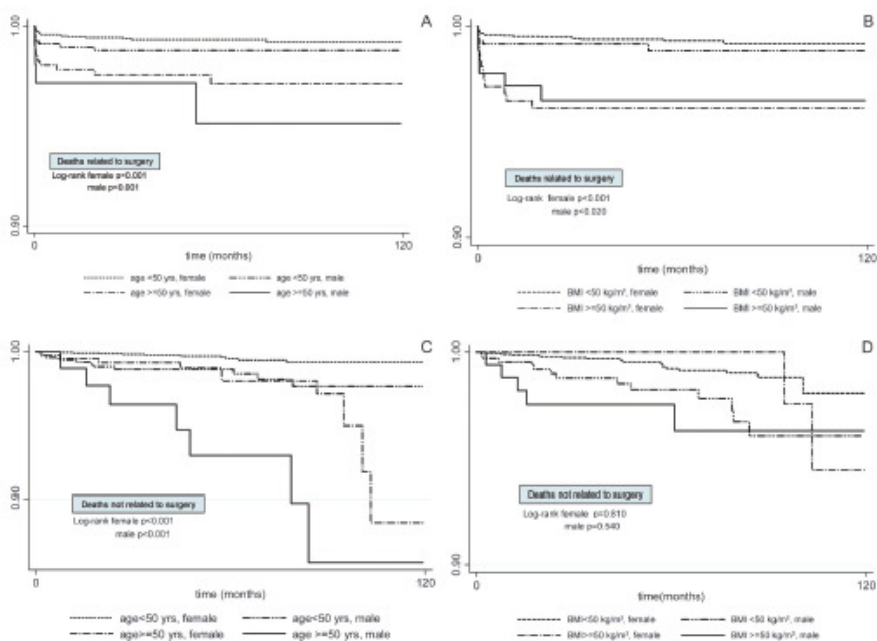 A
1.00
Deaths related to surgery
Log-rank female p=0.001
male p=0.001
0.90
0
120
time (months)
age <50 yrs, female
age <50 yrs, male
age >=50 yrs, female
age >=50 yrs, male
B
1.00
Deaths related to surgery
Log-rank female p<0.001
male p<0.020
0.90
0
120
time (months)
BMI <50 kg/m², female
BMI <50 kg/m², male
BMI >=50 kg/m², female
BMI >=50 kg/m², male
C
1.00
0.90
Deaths not related to surgery
Log-rank female p<0.001
male p<0.001
0
120
time (months)
age<50 yrs, female
age<50 yrs, male
age>=50 yrs, female
age >=50 yrs, male
D
1.00
Deaths not related to surgery
Log-rank female p=0.810
male p=0.540
0.90
0
120
time(months)
BMI<50 kg/m², female
BMI <50 kg/m², male
BMI>=50 kg/m², female
BMI >=50 kg/m², male